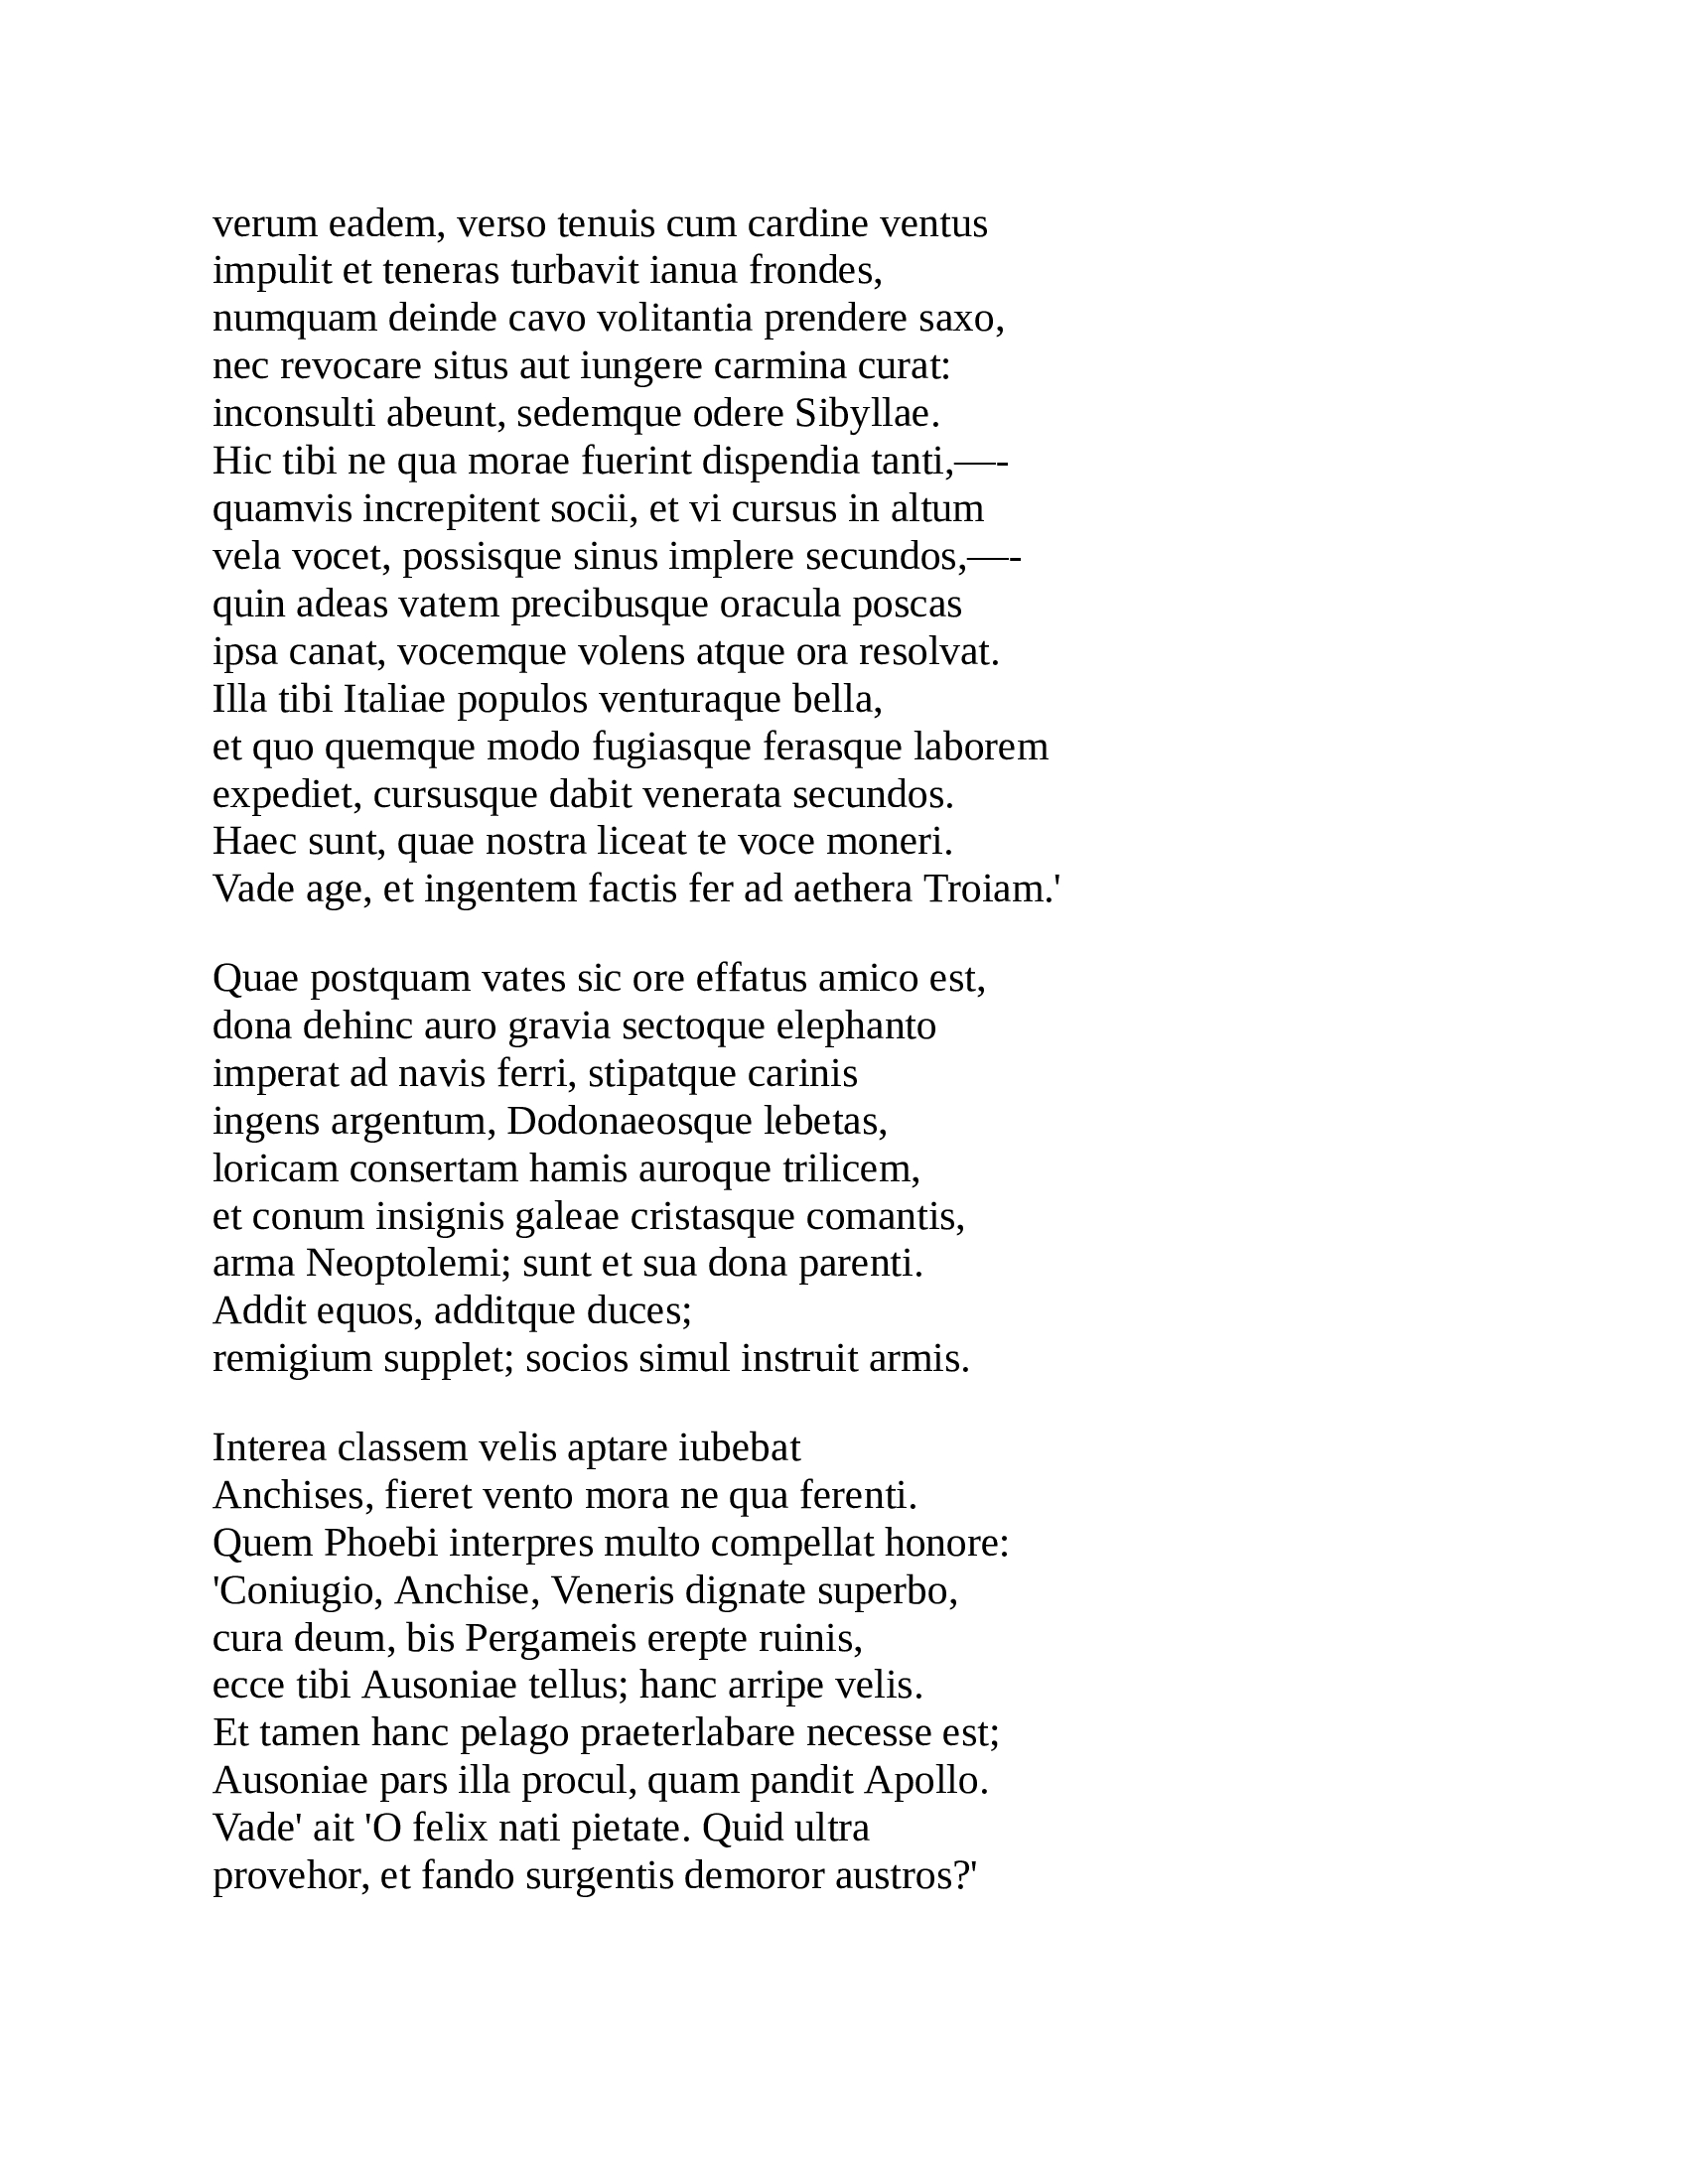 verum eadem, verso tenuis cum cardine ventus
impulit et teneras turbavit ianua frondes,
numquam deinde cavo volitantia prendere saxo,
nec revocare situs aut iungere carmina curat:
inconsulti abeunt, sedemque odere Sibyllae.
Hic tibi ne qua morae fuerint dispendia tanti,—-
quamvis increpitent socii, et vi cursus in altum
vela vocet, possisque sinus implere secundos,—-
quin adeas vatem precibusque oracula poscas
ipsa canat, vocemque volens atque ora resolvat.
Illa tibi Italiae populos venturaque bella,
et quo quemque modo fugiasque ferasque laborem
expediet, cursusque dabit venerata secundos.
Haec sunt, quae nostra liceat te voce moneri.
Vade age, et ingentem factis fer ad aethera Troiam.'

Quae postquam vates sic ore effatus amico est,
dona dehinc auro gravia sectoque elephanto
imperat ad navis ferri, stipatque carinis
ingens argentum, Dodonaeosque lebetas,
loricam consertam hamis auroque trilicem,
et conum insignis galeae cristasque comantis,
arma Neoptolemi; sunt et sua dona parenti.
Addit equos, additque duces;
remigium supplet; socios simul instruit armis.

Interea classem velis aptare iubebat
Anchises, fieret vento mora ne qua ferenti.
Quem Phoebi interpres multo compellat honore:
'Coniugio, Anchise, Veneris dignate superbo,
cura deum, bis Pergameis erepte ruinis,
ecce tibi Ausoniae tellus; hanc arripe velis.
Et tamen hanc pelago praeterlabare necesse est;
Ausoniae pars illa procul, quam pandit Apollo.
Vade' ait 'O felix nati pietate. Quid ultra
provehor, et fando surgentis demoror austros?'